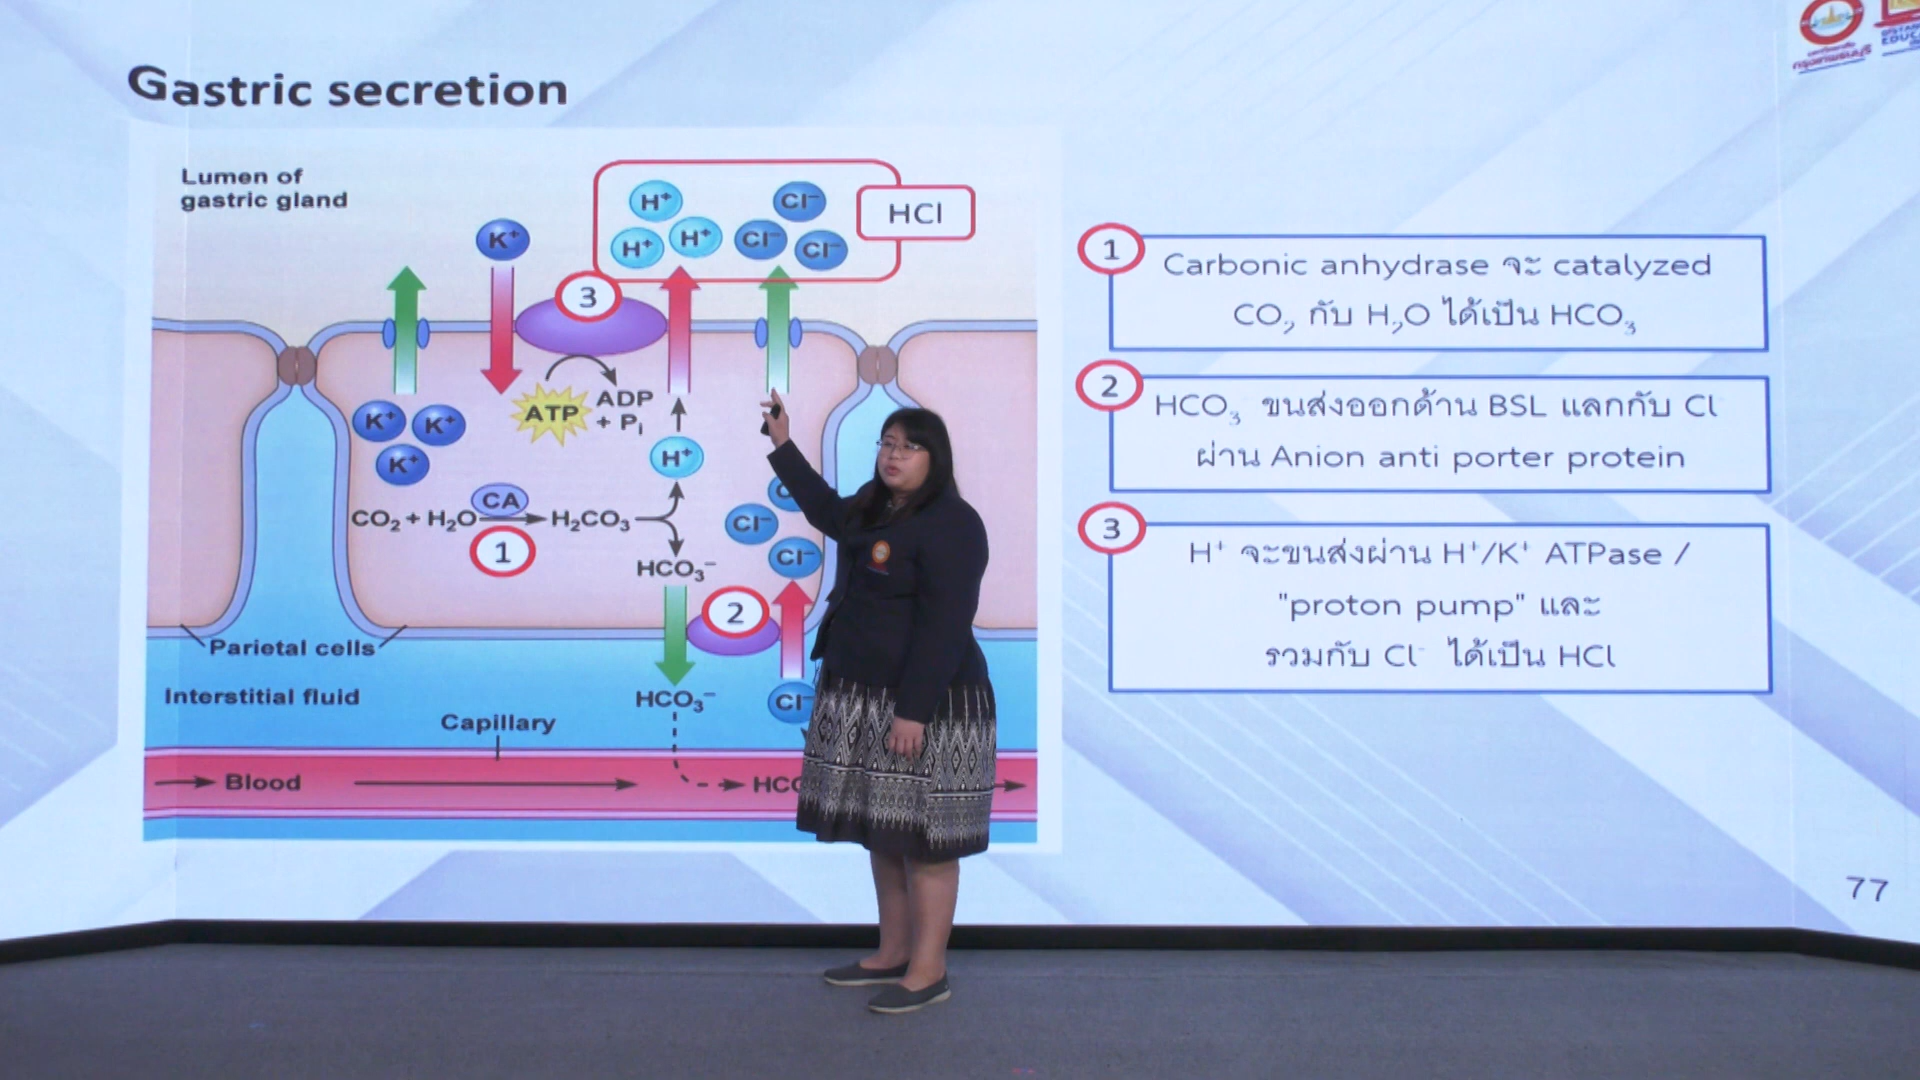 Gastric secretion
Lumen of
gastric gland
K⁺
H⁺
H⁺
H⁺
Cl⁻
Cl⁻
Cl⁻
HCl
3
ATP
ADP
+ Pᵢ
K⁺
K⁺
K⁺
H⁺
CA
CO₂ + H₂O
H₂CO₃
1
Cl⁻
Cl⁻
HCO₃⁻
2
Parietal cells
Interstitial fluid
HCO₃⁻
Cl⁻
Capillary
Blood
1
Carbonic anhydrase จะ catalyzed
CO₂ กับ H₂O ได้เป็น HCO₃
2
HCO₃ ขนส่งออกด้าน BSL แลกกับ Cl
ผ่าน Anion anti porter protein
3
H⁺ จะขนส่งผ่าน H⁺/K⁺ ATPase /
"proton pump" และ
รวมกับ Cl⁻ ได้เป็น HCl
77